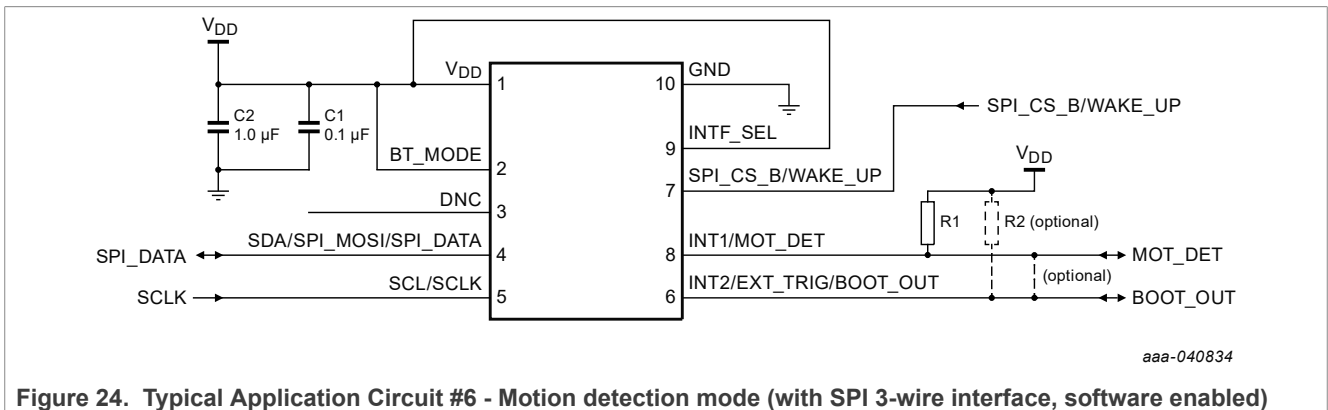 VDD
C2
1.0 µF
C1
0.1 µF
VDD
1
BT_MODE
2
DNC
3
SPI_DATA
SDA/SPI_MOSI/SPI_DATA
4
SCLK
SCL/SCLK
5
10
GND
9
INTF_SEL
SPI_CS_B/WAKE_UP
7
SPI_CS_B/WAKE_UP
VDD
R1
R2 (optional)
8
INT1/MOT_DET
MOT_DET
(optional)
6
INT2/EXT_TRIG/BOOT_OUT
BOOT_OUT
aaa-040834
Figure 24. Typical Application Circuit #6 - Motion detection mode (with SPI 3-wire interface, software enabled)